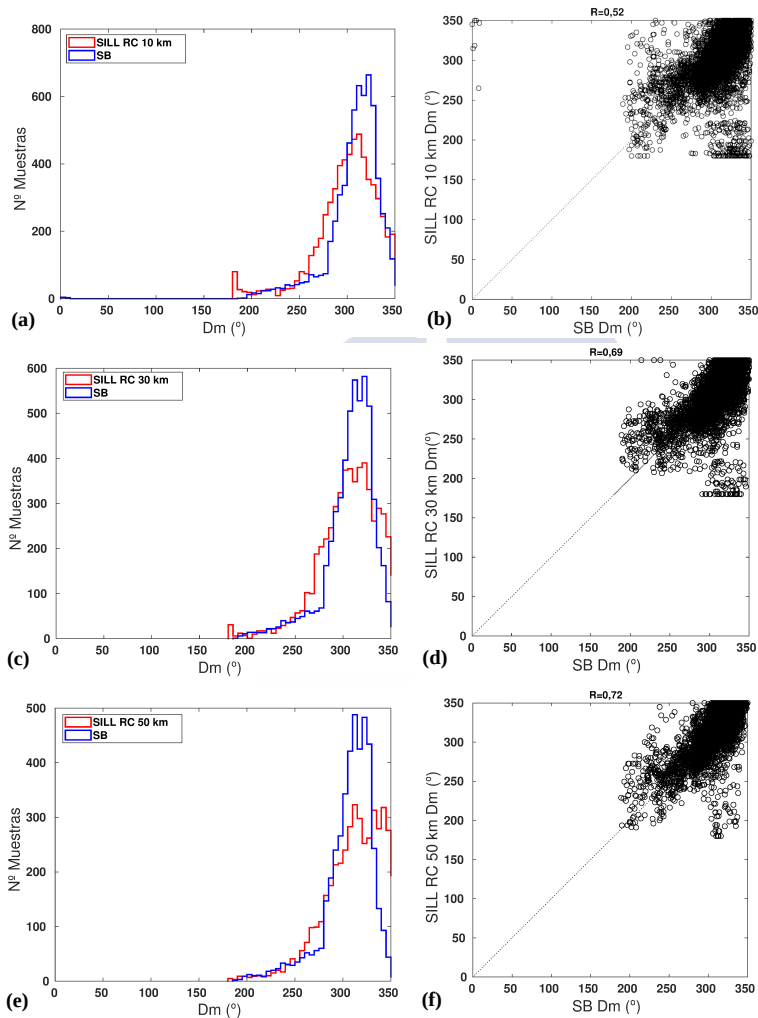 800
600
400
200
0
Nº Muestras
SILL RC 10 km
SB
0 50 100 150 200 250 300 350
Dm (º)
(a)
R=0,52
350
300
250
200
150
100
50
0
SILL RC 10 km Dm (º)
0 50 100 150 200 250 300 350
SB Dm (º)
(b)
600
500
400
300
200
100
0
Nº Muestras
SILL RC 30 km
SB
0 50 100 150 200 250 300 350
Dm (º)
(c)
R=0,69
350
300
250
200
150
100
50
0
SILL RC 30 km Dm(º)
0 50 100 150 200 250 300 350
SB Dm (º)
(d)
500
400
300
200
100
0
Nº Muestras
SILL RC 50 km
SB
0 50 100 150 200 250 300 350
Dm (º)
(e)
R=0,72
350
300
250
200
150
100
50
0
SILL RC 50 km Dm (º)
0 50 100 150 200 250 300 350
SB Dm (º)
(f)